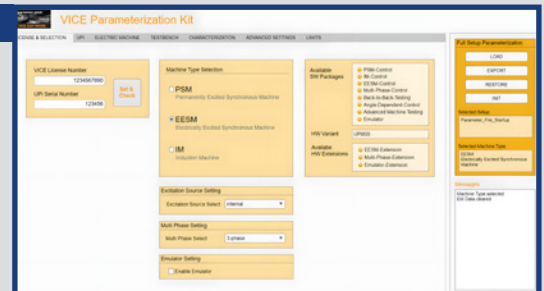 VICE Parameterization Kit
LICENSE & SELECTION UPI ELECTRIC MACHINE TESTBENCH CHARACTERIZATION ADVANCED SETTINGS LIMITS
VICE License Number
1234567890
UPI Serial Number
123456
Set & Check
Machine Type Selection
PSM
Permanently Excited Synchronous Machine
EESM
Electrically Excited Synchronous Machine
IM
Induction Machine
Excitation Source Setting
Excitation Source Select internal
Multi Phase Setting
Multi Phase Select 3-phase
Emulator Setting
Enable Emulator
Available
SW Packages
PSM-Control
IM-Control
EESM-Control
Multi-Phase-Control
Back-to-Back-Testing
Angle-Dependent-Control
Advanced Machine Testing
Emulator
HW Variant
Available
HW Extensions
EESM-Extension
Multi-Phase-Extension
Emulator-Extension
Full Setup Parameterization
LOAD
EXPORT
RESTORE
INIT
Selected Setup
Parameter_File_Startup
Selected Machine Type
EESM
Electrically Excited Synchronous
Machine
Messages
Machine Type selected
EM Data cleared